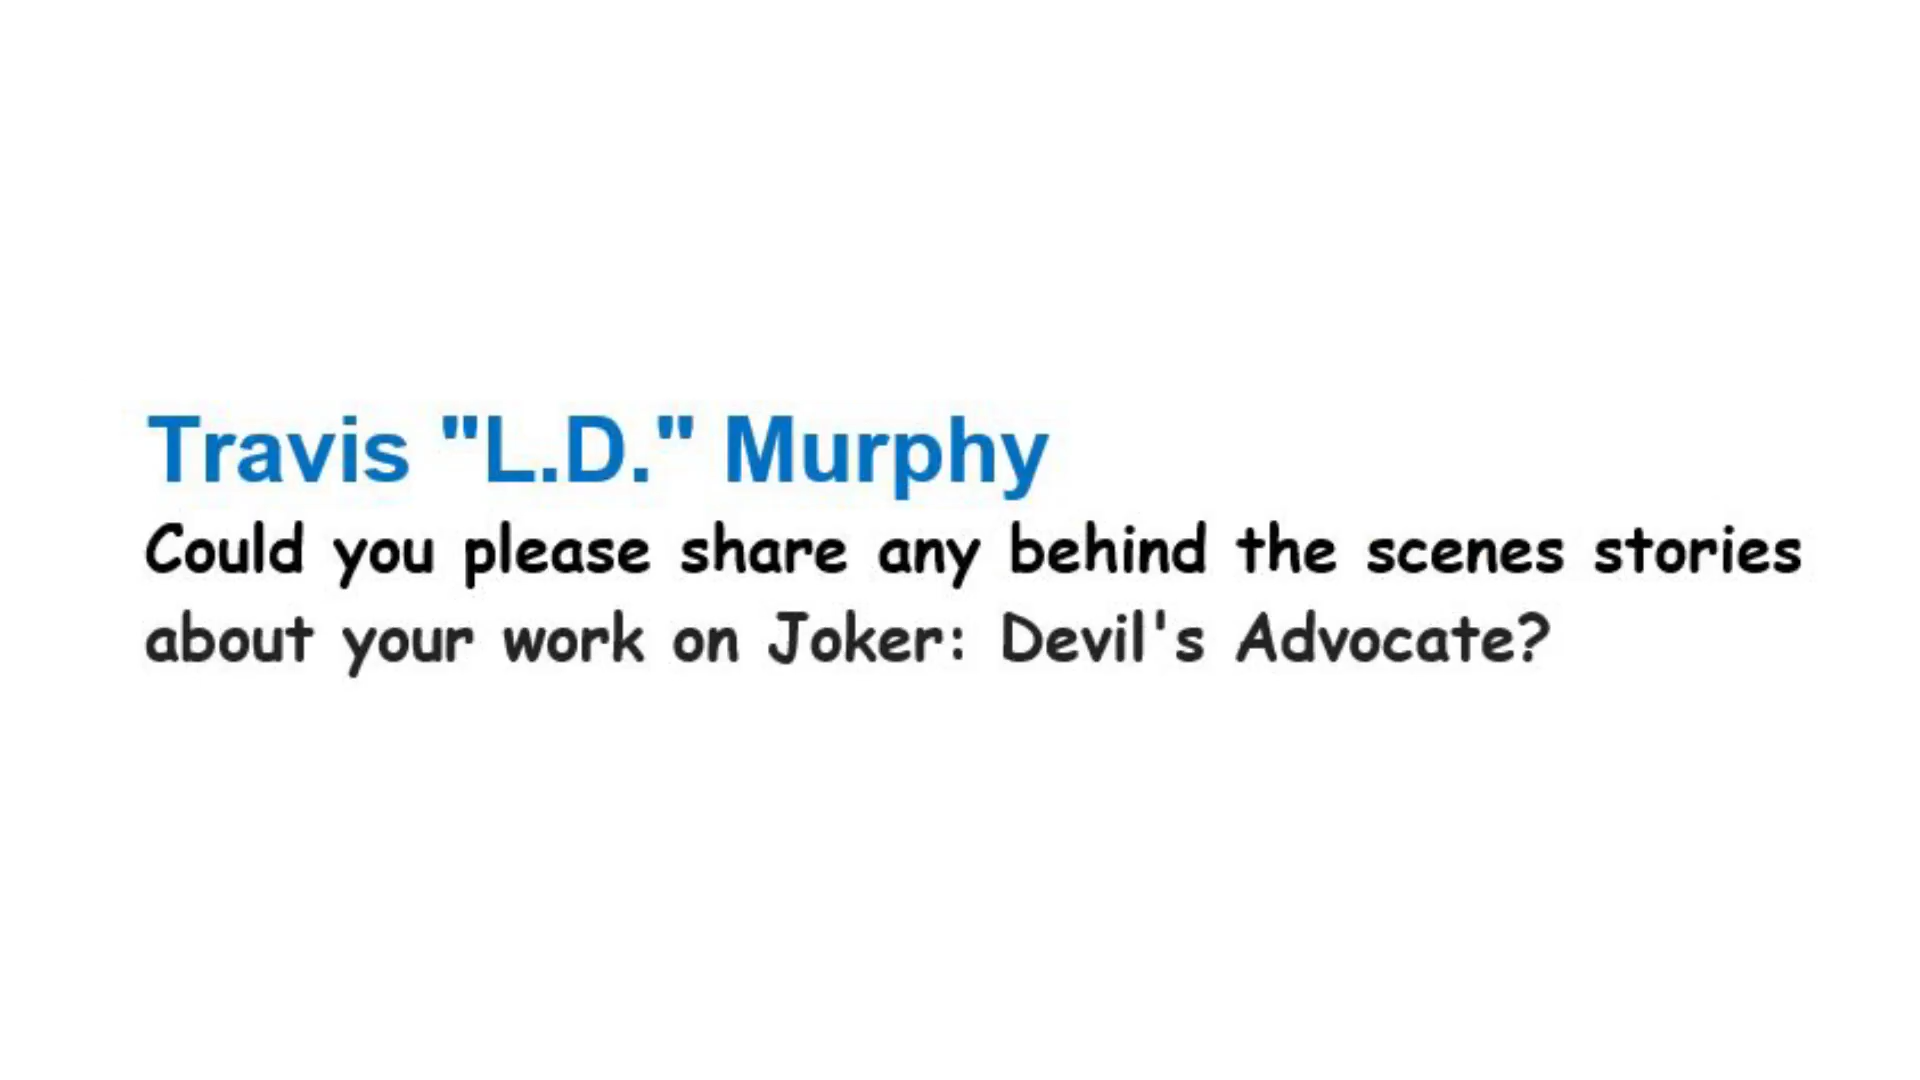 Travis "L.D." Murphy
Could you please share any behind the scenes stories
about your work on Joker: Devil's Advocate?